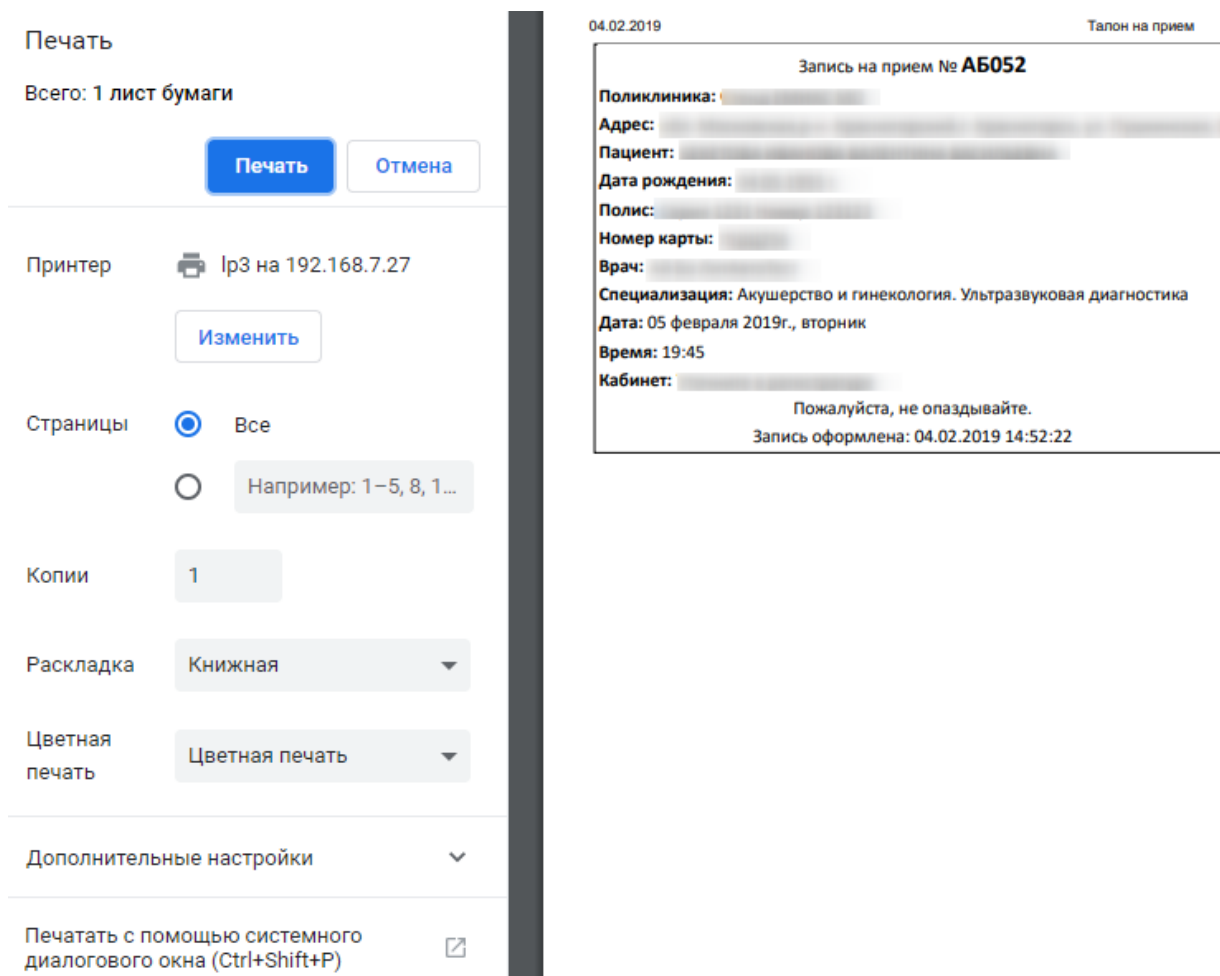 Печать
Всего: 1 лист бумаги
Печать
Отмена
Принтер
lp3 на 192.168.7.27
Изменить
Страницы
Все
Например: 1–5, 8, 1...
Копии
1
Раскладка
Книжная
Цветная
печать
Цветная печать
Дополнительные настройки
Печатать с помощью системного
диалогового окна (Ctrl+Shift+P)
04.02.2019
Талон на прием
Запись на прием № АБ052
Поликлиника:
Адрес:
Пациент:
Дата рождения:
Полис:
Номер карты:
Врач:
Специализация: Акушерство и гинекология. Ультразвуковая диагностика
Дата: 05 февраля 2019г., вторник
Время: 19:45
Кабинет:
Пожалуйста, не опаздывайте.
Запись оформлена: 04.02.2019 14:52:22